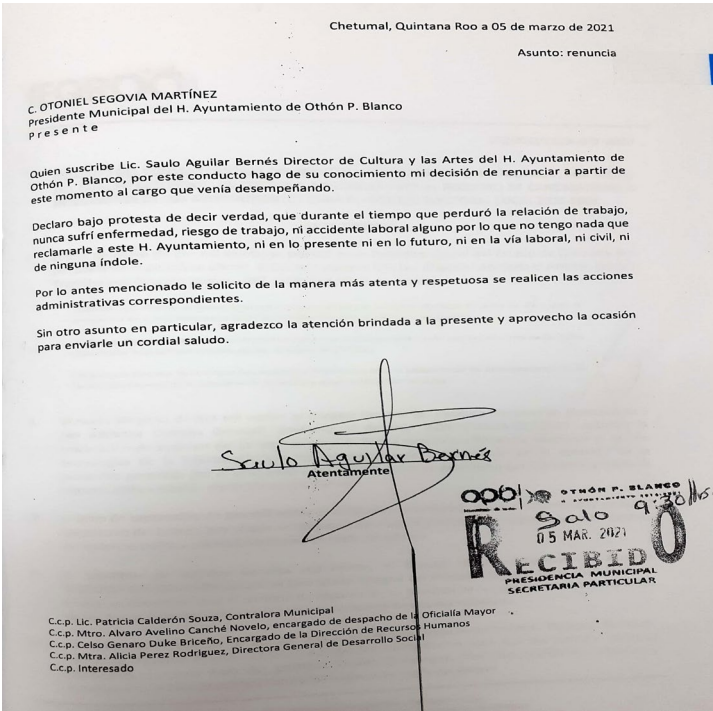 Chetumal, Quintana Roo a 05 de marzo de 2021
Asunto: renuncia
C. OTONIEL SEGOVIA MARTÍNEZ
Presidente Municipal del H. Ayuntamiento de Othón P. Blanco
P r e s e n t e
Quien suscribe Lic. Saulo Aguilar Bernés Director de Cultura y las Artes del H. Ayuntamiento de
Othón P. Blanco, por este conducto hago de su conocimiento mi decisión de renunciar a partir de
este momento al cargo que venía desempeñando.
Declaro bajo protesta de decir verdad, que durante el tiempo que perduró la relación de trabajo,
nunca sufrí enfermedad, riesgo de trabajo, ni accidente laboral alguno por lo que no tengo nada que
reclamarle a este H. Ayuntamiento, ni en lo presente ni en lo futuro, ni en la vía laboral, ni civil, ni
de ninguna índole.
Por lo antes mencionado le solicito de la manera más atenta y respetuosa se realicen las acciones
administrativas correspondientes.
Sin otro asunto en particular, agradezco la atención brindada a la presente y aprovecho la ocasión
para enviarle un cordial saludo.
Saulo Aguilar Bernés
Atentamente
OPB OTHÓN P. BLANCO
9:30 Hrs
Galo
05 MAR. 2021
RECIBIDO
PRESIDENCIA MUNICIPAL
SECRETARIA PARTICULAR
C.c.p. Lic. Patricia Calderón Souza, Contralora Municipal
C.c.p. Mtro. Alvaro Avelino Canché Novelo, encargado de despacho de la Oficialía Mayor
C.c.p. Celso Genaro Duke Briceño, Encargado de la Dirección de Recursos Humanos
C.c.p. Mtra. Alicia Perez Rodriguez, Directora General de Desarrollo Social
C.c.p. Interesado